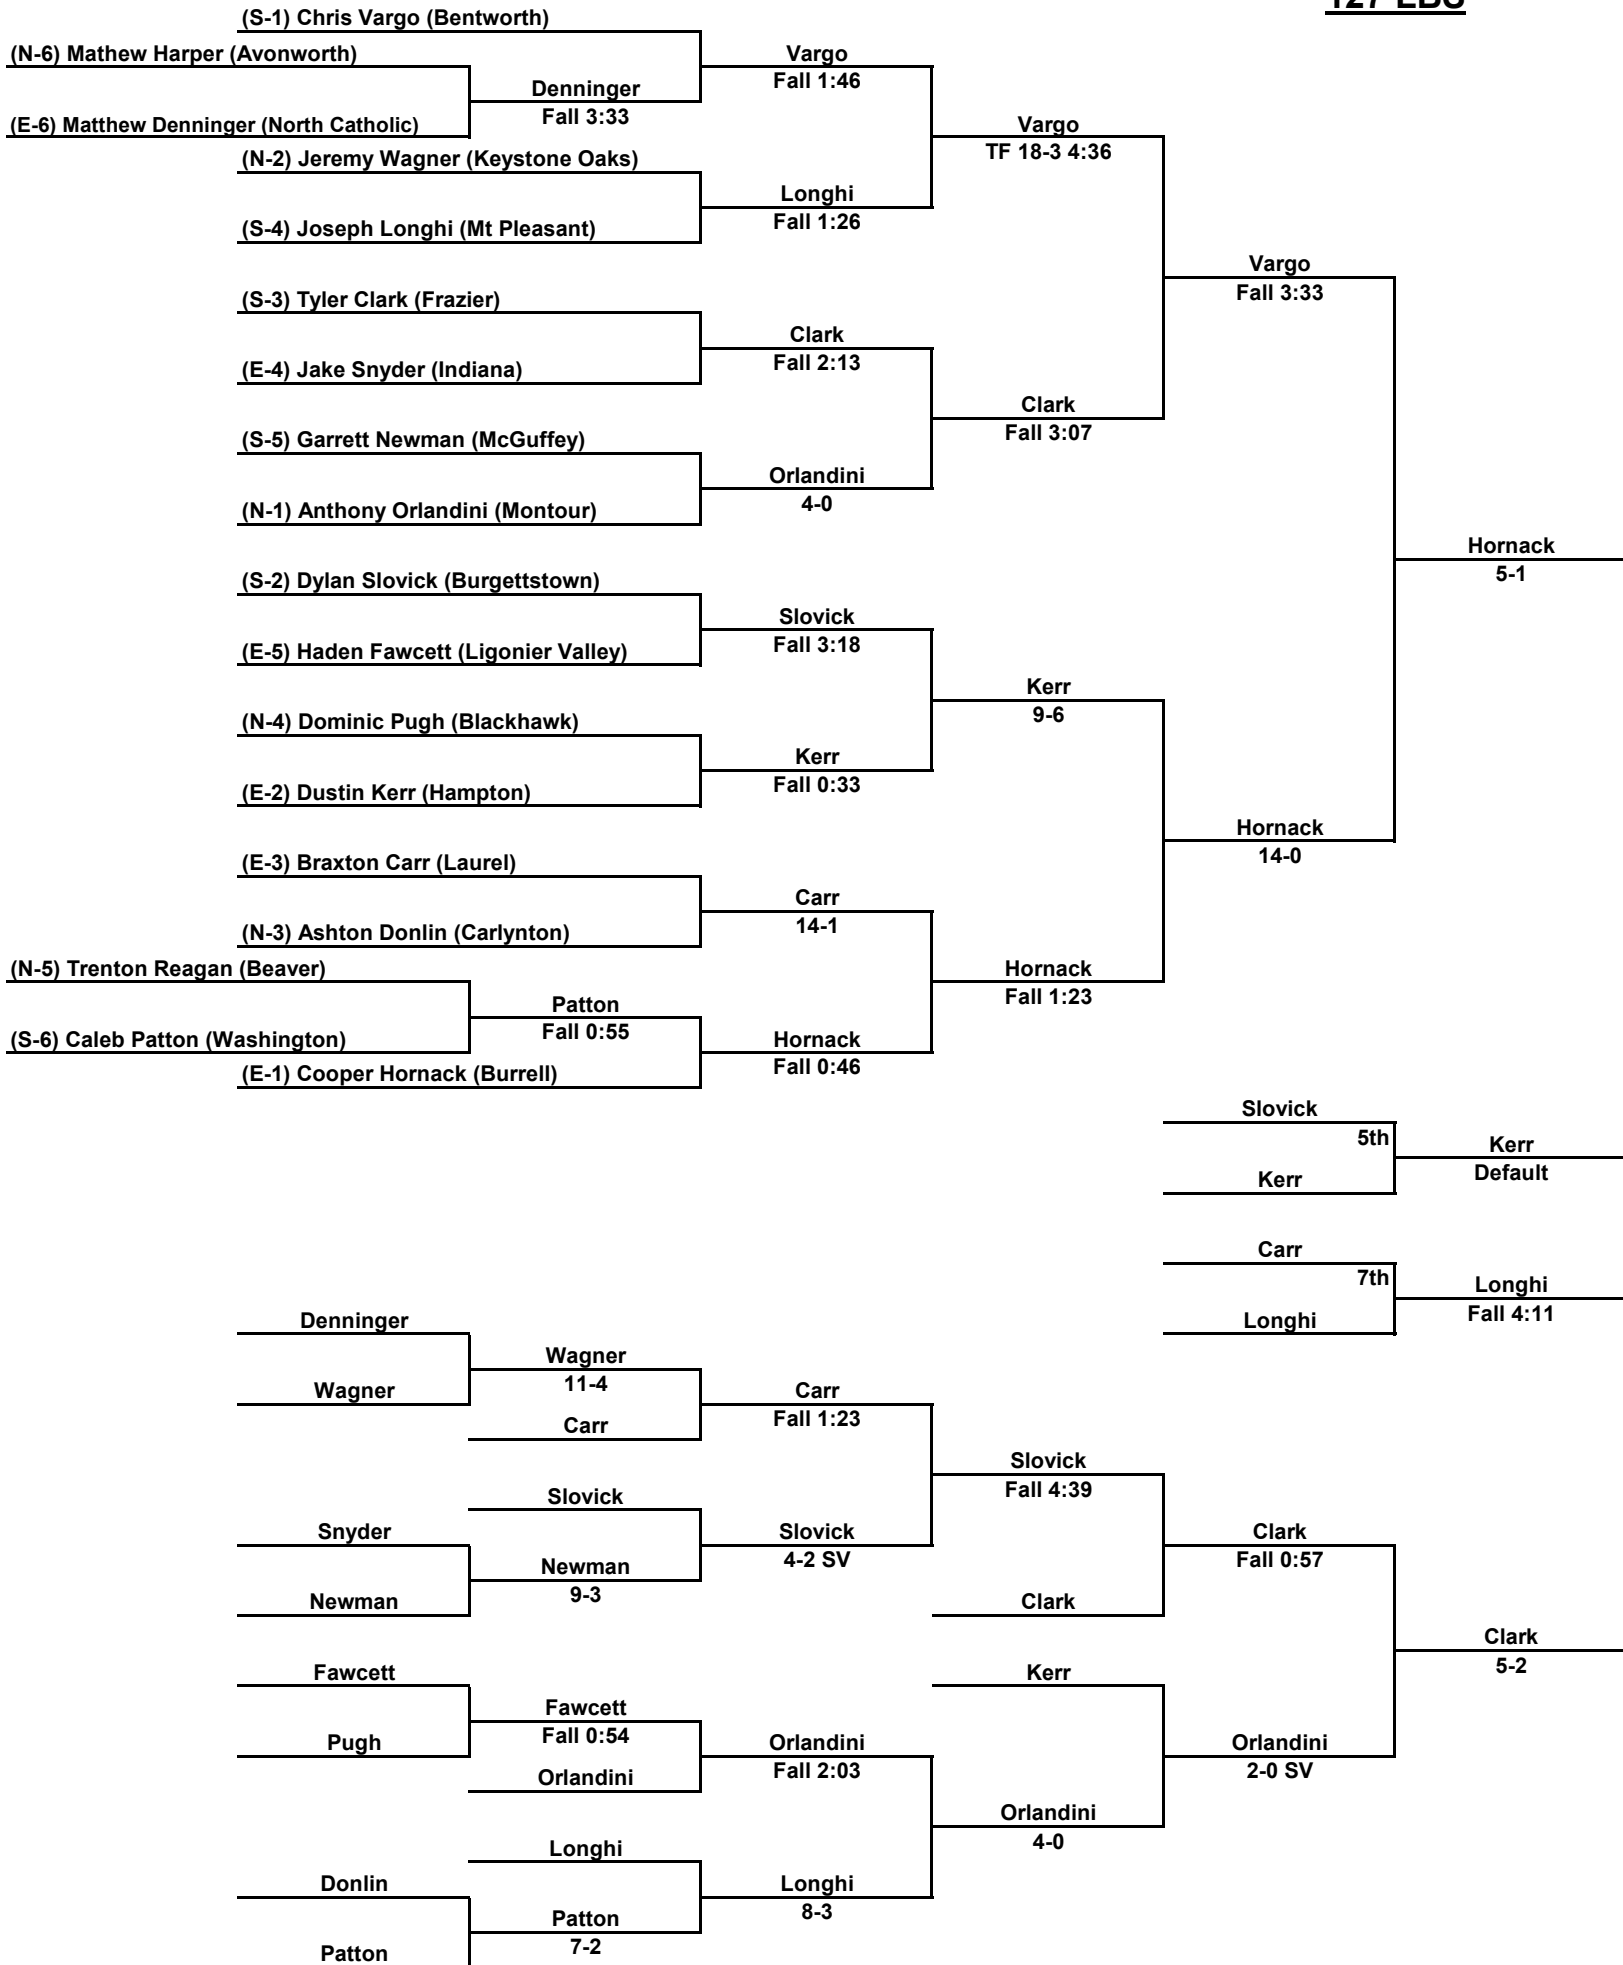 127 LBS
(S-1) Chris Vargo (Bentworth)
(N-6) Mathew Harper (Avonworth)
Vargo
Fall 1:46
Denninger
Fall 3:33
(E-6) Matthew Denninger (North Catholic)
Vargo
TF 18-3 4:36
(N-2) Jeremy Wagner (Keystone Oaks)
Longhi
Fall 1:26
(S-4) Joseph Longhi (Mt Pleasant)
Vargo
Fall 3:33
(S-3) Tyler Clark (Frazier)
Clark
Fall 2:13
(E-4) Jake Snyder (Indiana)
Clark
Fall 3:07
(S-5) Garrett Newman (McGuffey)
Orlandini
4-0
(N-1) Anthony Orlandini (Montour)
Hornack
5-1
(S-2) Dylan Slovick (Burgettstown)
Slovick
Fall 3:18
(E-5) Haden Fawcett (Ligonier Valley)
Kerr
9-6
(N-4) Dominic Pugh (Blackhawk)
Kerr
Fall 0:33
(E-2) Dustin Kerr (Hampton)
Hornack
14-0
(E-3) Braxton Carr (Laurel)
Carr
14-1
(N-3) Ashton Donlin (Carlynton)
(N-5) Trenton Reagan (Beaver)
Hornack
Fall 1:23
Patton
Fall 0:55
(S-6) Caleb Patton (Washington)
Hornack
Fall 0:46
(E-1) Cooper Hornack (Burrell)
Slovick
5th
Kerr
Default
Kerr
Carr
7th
Longhi
Fall 4:11
Longhi
Denninger
Wagner
11-4
Wagner
Carr
Fall 1:23
Carr
Slovick
Fall 4:39
Slovick
Snyder
Slovick
4-2 SV
Clark
Fall 0:57
Newman
9-3
Newman
Clark
Clark
5-2
Fawcett
Kerr
Fawcett
Fall 0:54
Pugh
Orlandini
Fall 2:03
Orlandini
2-0 SV
Orlandini
Orlandini
4-0
Longhi
Donlin
Longhi
8-3
Patton
7-2
Patton